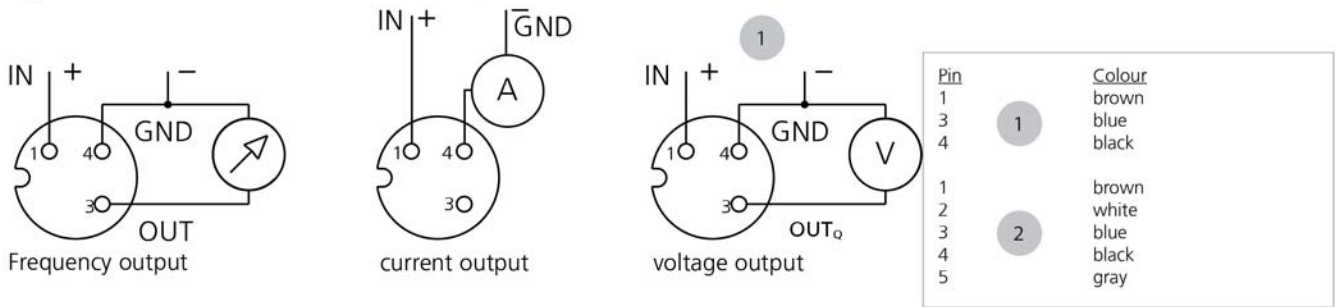 IN +
–
GND
1
4
3
OUT
Frequency output
IN +
–
GND
A
1
4
3
current output
1
IN +
–
GND
1
4
V
3
OUTQ
voltage output
Pin Colour
1 brown
3 blue
4 black
1
1 brown
2 white
3 blue
4 black
5 gray
2